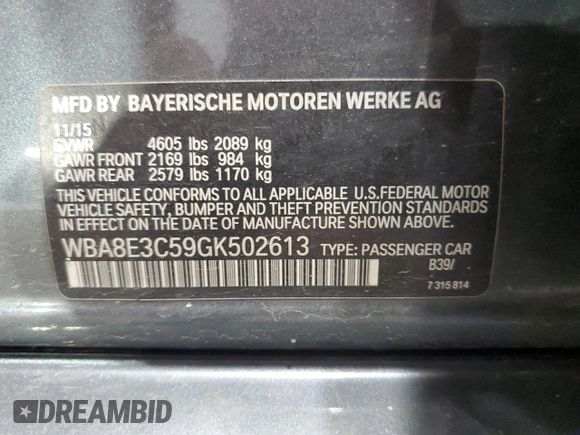 MFD BY BAYERISCHE MOTOREN WERKE AG
11/15
GVWR 4605 lbs 2089 kg
GAWR FRONT 2169 lbs 984 kg
GAWR REAR 2579 lbs 1170 kg
THIS VEHICLE CONFORMS TO ALL APPLICABLE U.S.FEDERAL MOTOR
VEHICLE SAFETY, BUMPER AND THEFT PREVENTION STANDARDS
IN EFFECT ON THE DATE OF MANUFACTURE SHOWN ABOVE.
WBA8E3C59GK502613 TYPE: PASSENGER CAR
B39/
7 315 814
DREAMBID